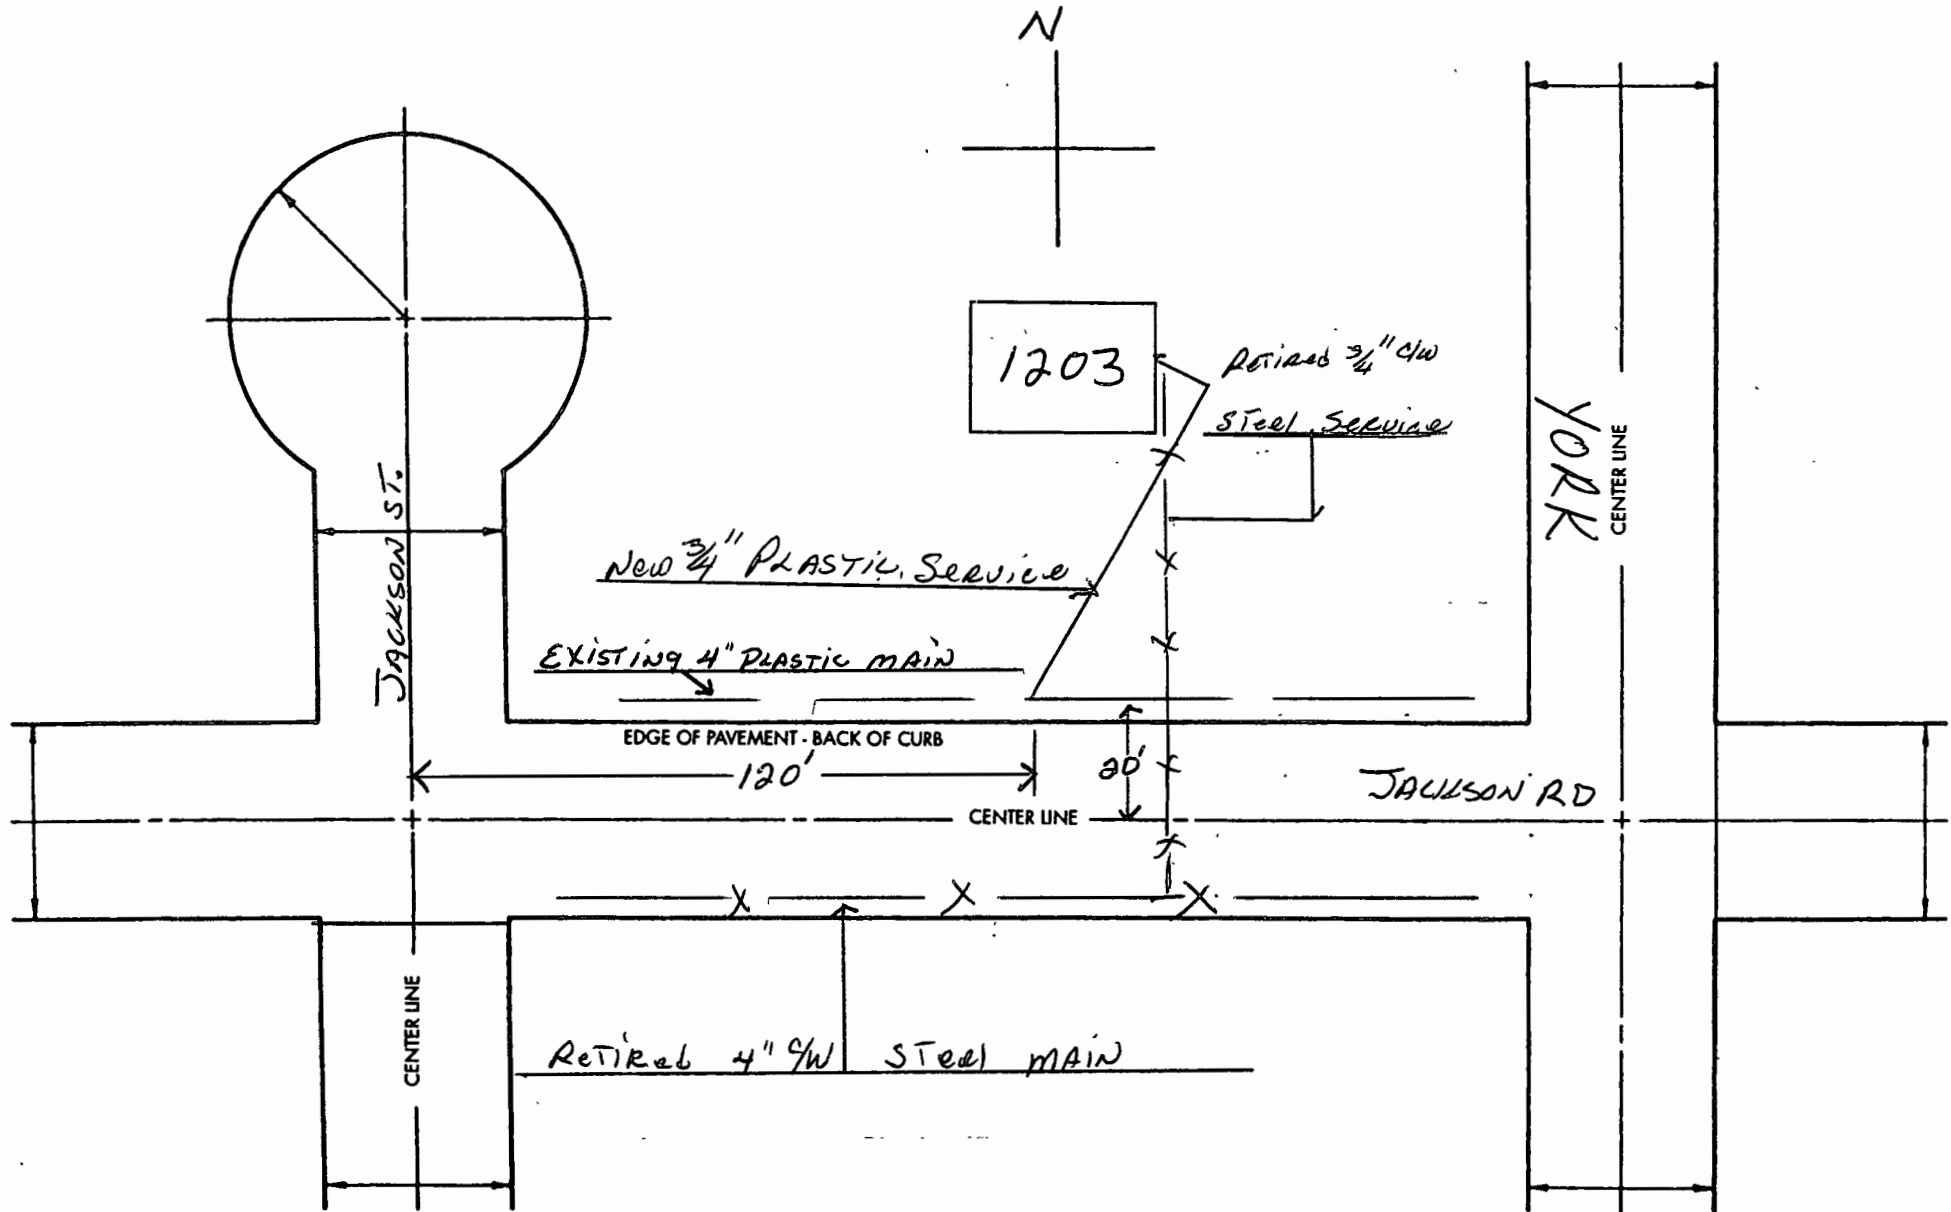 N
1203
Retired 3/4" C/W
Steel Service
YORK
CENTER LINE
JACKSON ST.
New 3/4" PLASTIC Service
EXISTING 4" PLASTIC MAIN
EDGE OF PAVEMENT - BACK OF CURB
120'
20'
JACKSON RD
CENTER LINE
CENTER LINE
Retired 4" C/W Steel MAIN